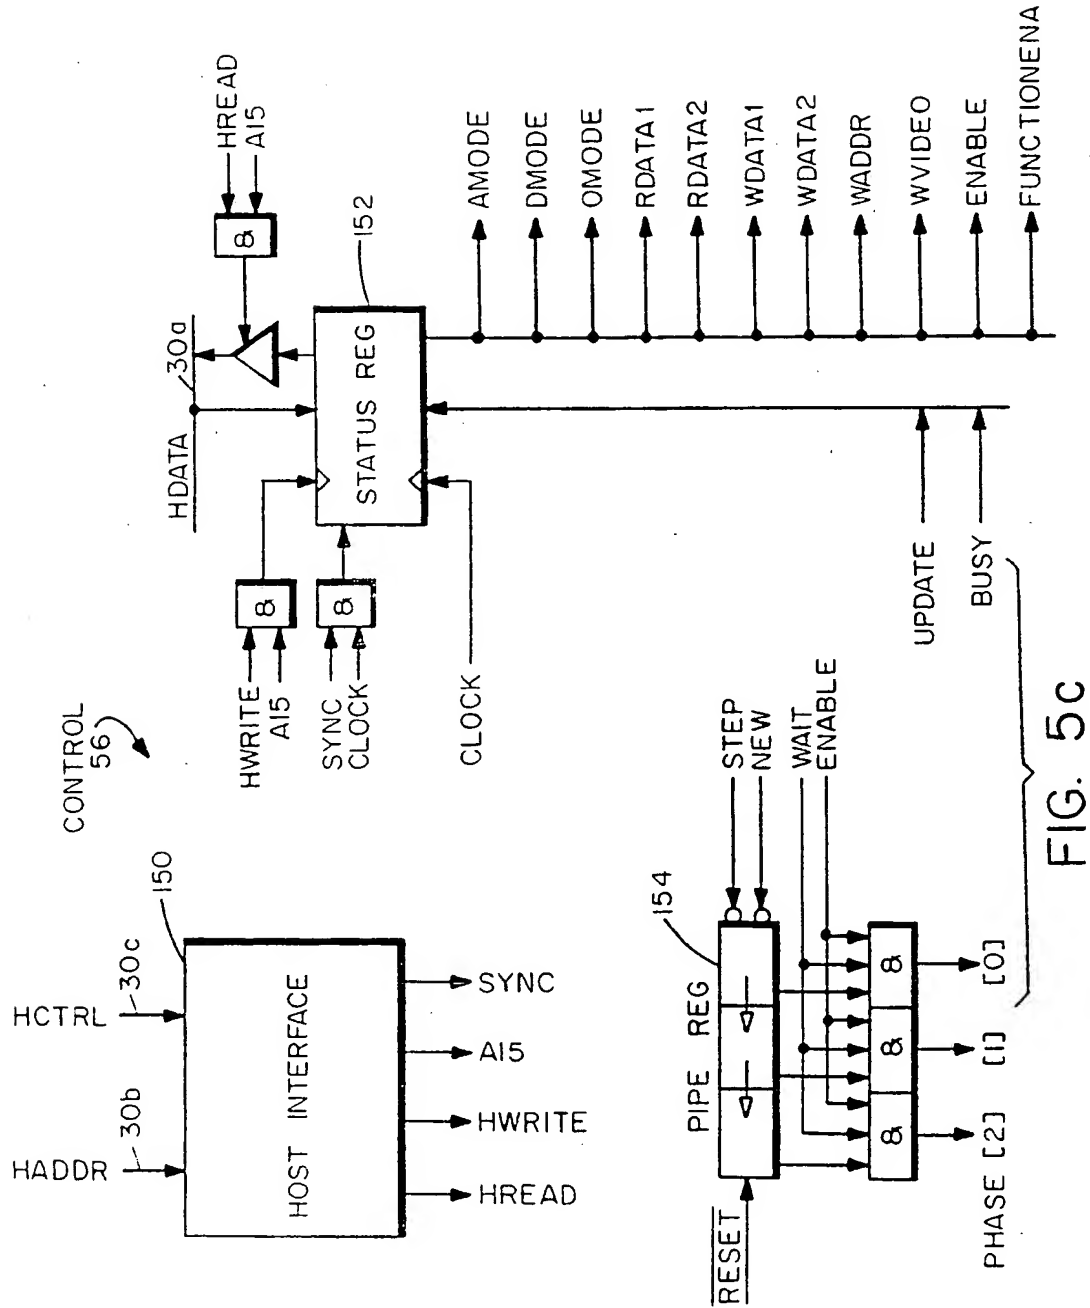 CONTROL
56
HCTRL
30c
HADDR
30b
150
HOST INTERFACE
SYNC
A15
HWRITE
HREAD
HDATA
30a
HREAD
A15
&
HWRITE
A15
&
SYNC
CLOCK
&
CLOCK
STATUS REG
152
AMODE
DMODE
OMODE
RDATA1
RDATA2
WDATA1
WDATA2
WADDR
WVIDEO
ENABLE
FUNCTIONENA
UPDATE
BUSY
PIPE REG
154
STEP
NEW
WAIT
ENABLE
RESET
&
&
&
PHASE [2] [1] [0]
FIG. 5c